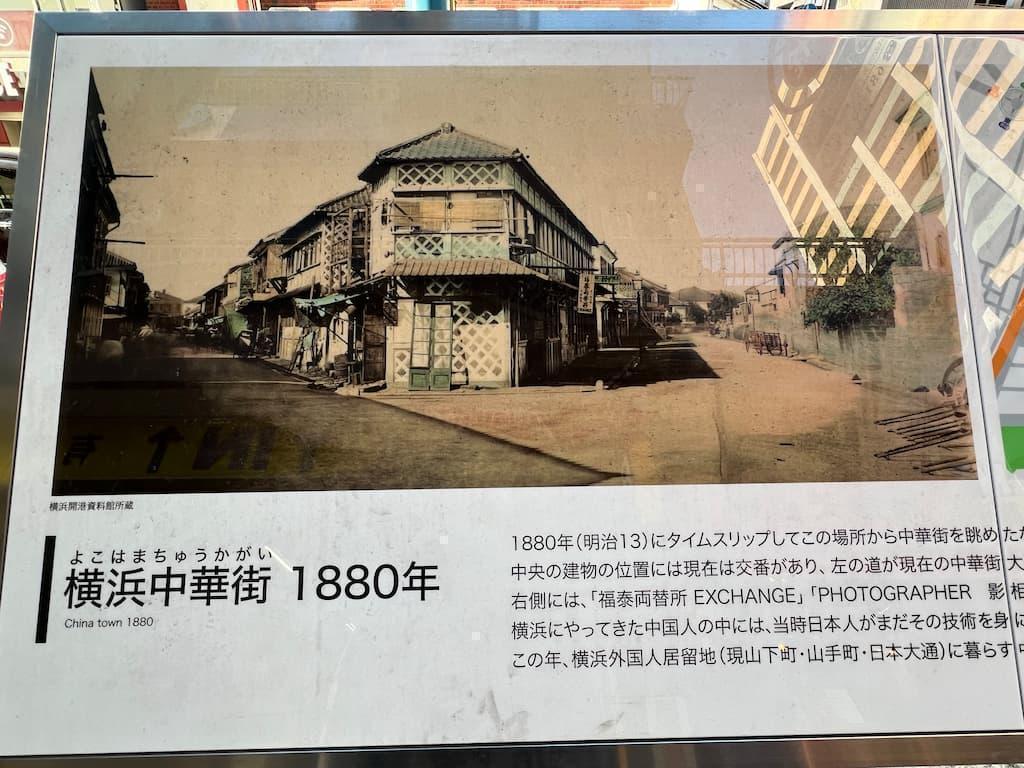 横浜開港資料館所蔵
よこはまちゅうかがい
横浜中華街 1880年
China town 1880
1880年(明治13)にタイムスリップしてこの場所から中華街を眺めたな
中央の建物の位置には現在は交番があり、左の道が現在の中華街大
右側には、「福泰両替所 EXCHANGE」「PHOTOGRAPHER 影相
横浜にやってきた中国人の中には、当時日本人がまだその技術を身に
この年、横浜外国人居留地(現山下町・山手町・日本大通)に暮らす中